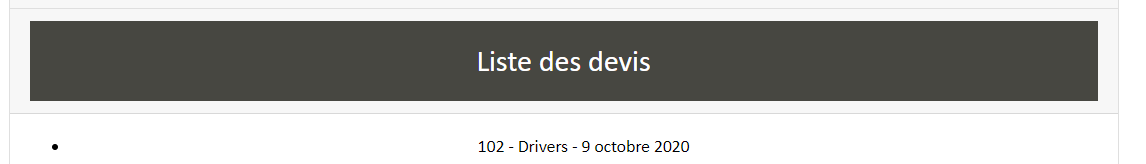 Liste des devis
102 - Drivers - 9 octobre 2020